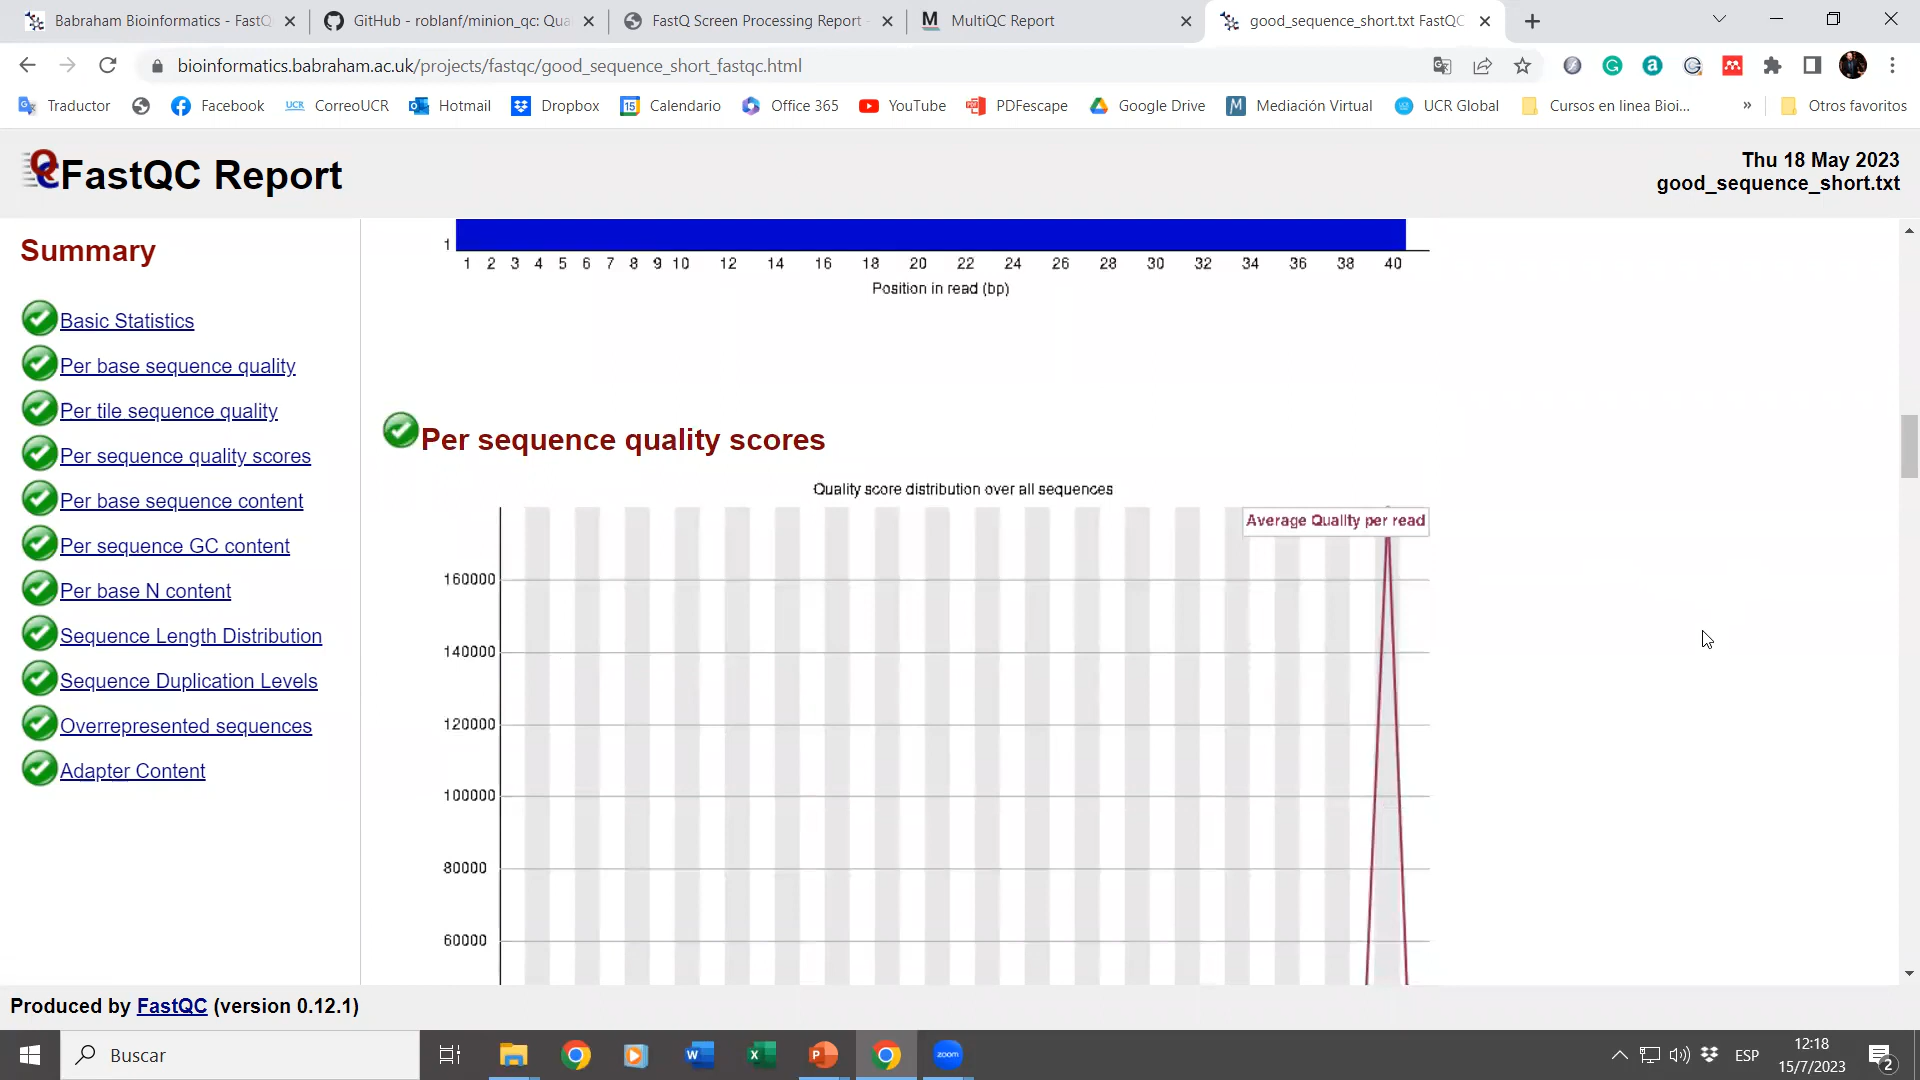 Babraham Bioinformatics - FastQ
GitHub - roblanf/minion_qc: Qua
FastQ Screen Processing Report -
M MultiQC Report
good_sequence_short.txt FastQC
bioinformatics.babraham.ac.uk/projects/fastqc/good_sequence_short_fastqc.html
Traductor
Facebook
UCR CorreoUCR
Hotmail
Dropbox
15 Calendario
Office 365
YouTube
PDFescape
Google Drive
M Mediación Virtual
UCR Global
Cursos en linea Bioi...
»
Otros favoritos
FastQC Report
Thu 18 May 2023
good_sequence_short.txt
Summary
Basic Statistics
Per base sequence quality
Per tile sequence quality
Per sequence quality scores
Per base sequence content
Per sequence GC content
Per base N content
Sequence Length Distribution
Sequence Duplication Levels
Overrepresented sequences
Adapter Content
1
1 2 3 4 5 6 7 8 9 10 12 14 16 18 20 22 24 26 28 30 32 34 36 38 40
Position in read (bp)
Per sequence quality scores
Quality score distribution over all sequences
Average Quality per read
160000
140000
120000
100000
80000
60000
Produced by FastQC (version 0.12.1)
Buscar
zoom
ESP
12:18
15/7/2023
2